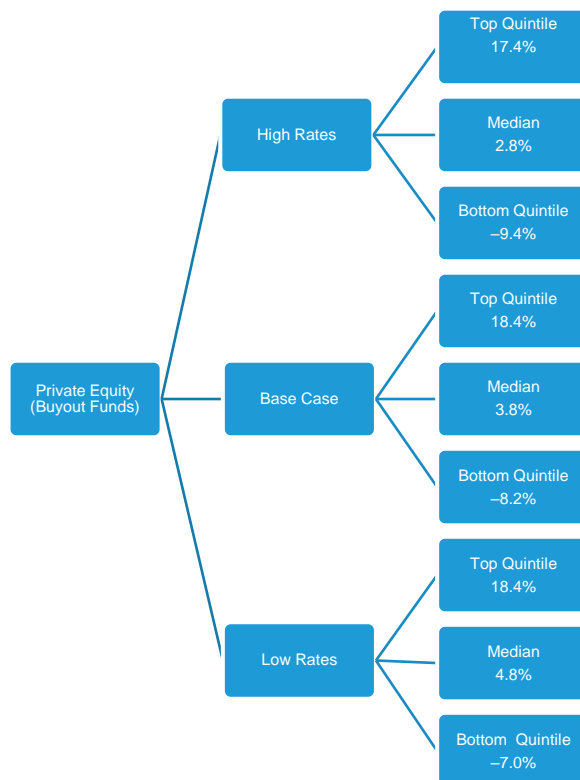 Private Equity
(Buyout Funds)
High Rates
Top Quintile
17.4%
Median
2.8%
Bottom Quintile
–9.4%
Base Case
Top Quintile
18.4%
Median
3.8%
Bottom Quintile
–8.2%
Low Rates
Top Quintile
18.4%
Median
4.8%
Bottom Quintile
–7.0%